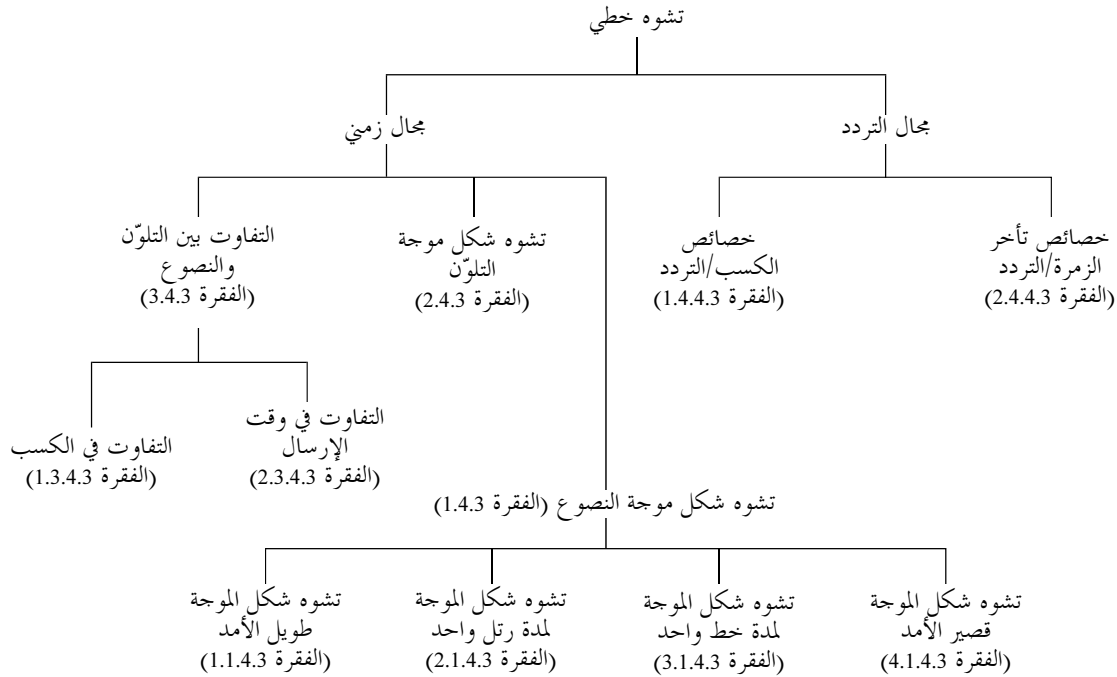 تشوه خطي
مجال التردد
مجال زمني
خصائص تأخر
الزمرة/التردد
(الفقرة 2.4.4.3)
خصائص
الكسب/التردد
(الفقرة 1.4.4.3)
تشوه شكل موجة
التلوّن
(الفقرة 2.4.3)
التفاوت بين التلوّن
والنصوع
(الفقرة 3.4.3)
التفاوت في وقت
الإرسال
(الفقرة 2.3.4.3)
التفاوت في الكسب
(الفقرة 1.3.4.3)
تشوه شكل موجة النصوع (الفقرة 1.4.3)
تشوه شكل الموجة
قصير الأمد
(الفقرة 4.1.4.3)
تشوه شكل الموجة
لمدة خط واحد
(الفقرة 3.1.4.3)
تشوه شكل الموجة
لمدة رتل واحد
(الفقرة 2.1.4.3)
تشوه شكل الموجة
طويل الأمد
(الفقرة 1.1.4.3)